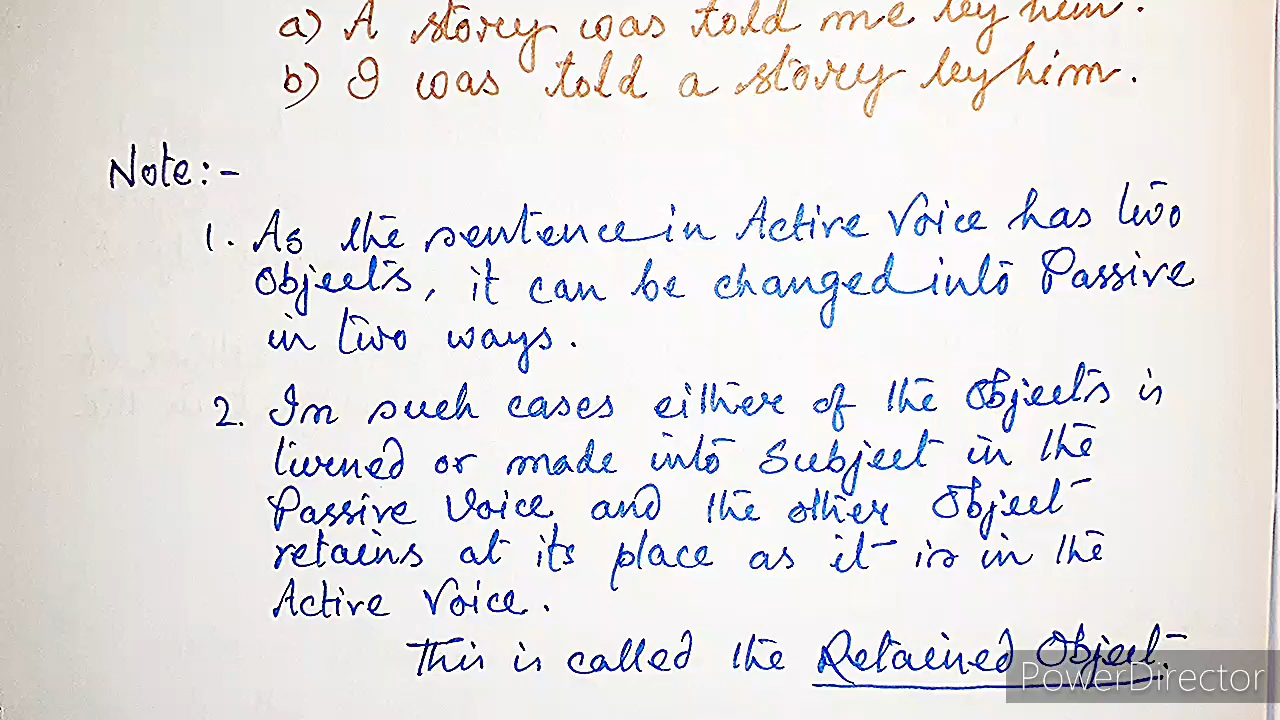 a) A story was told me by him.
b) I was told a story by him.
Note:-
1. As the sentence in Active Voice has two
Objects, it can be changed into Passive
in two ways.
2. In such cases either of the Objects is
turned or made into Subject in the
Passive Voice and the other Object
retains at its place as it is in the
Active Voice.
This is called the Retained Object.
PowerDirector